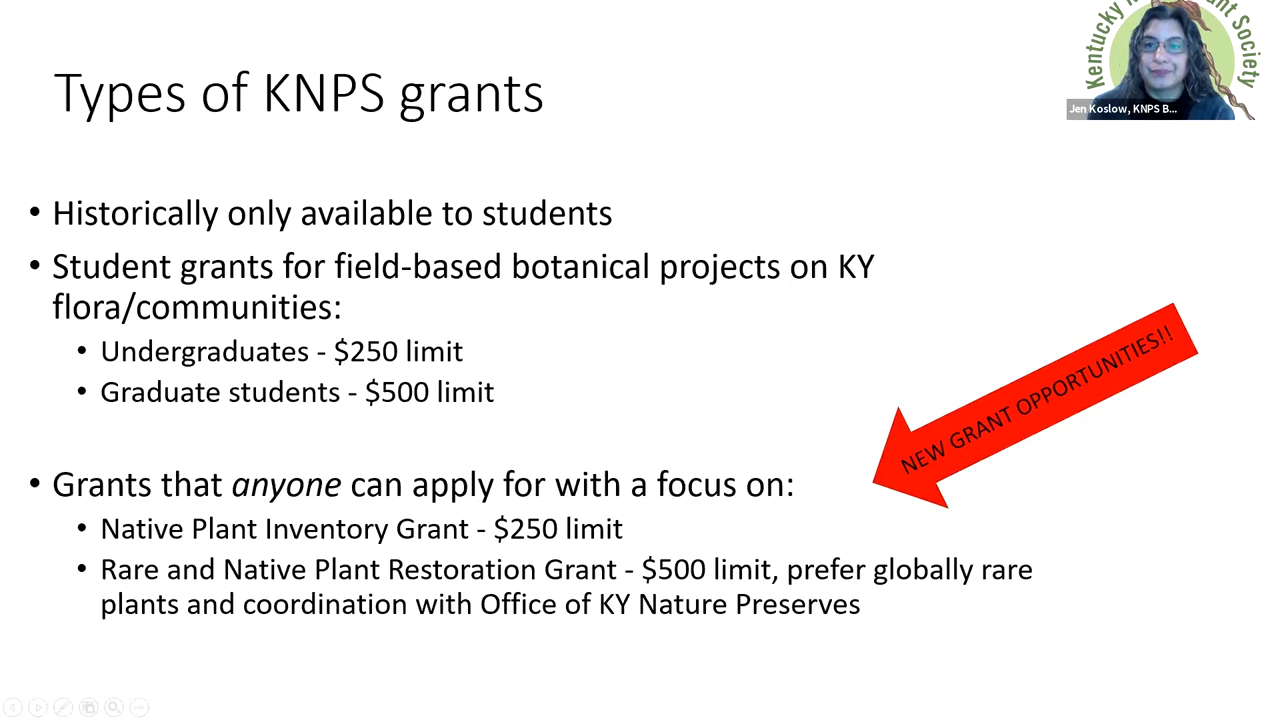 Types of KNPS grants
Kentucky
Society
Jen Koslow, KNPS B...
• Historically only available to students
• Student grants for field-based botanical projects on KY
flora/communities:
• Undergraduates - $250 limit
• Graduate students - $500 limit
NEW GRANT OPPORTUNITIES!!
• Grants that anyone can apply for with a focus on:
• Native Plant Inventory Grant - $250 limit
• Rare and Native Plant Restoration Grant - $500 limit, prefer globally rare
plants and coordination with Office of KY Nature Preserves